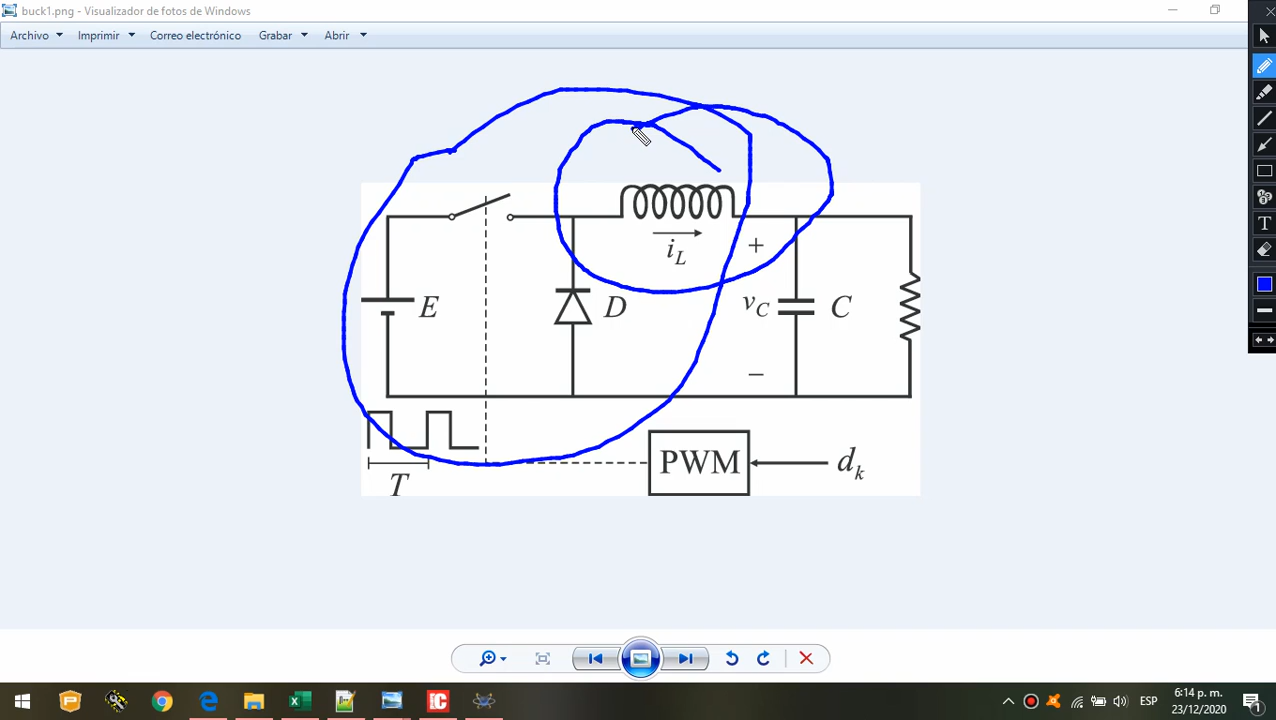 buck1.png - Visualizador de fotos de Windows
Archivo Imprimir Correo electrónico Grabar Abrir
T
i_L
+
E
D
v_C
C
−
PWM
d_k
T
ESP
6:14 p. m.
23/12/2020
1